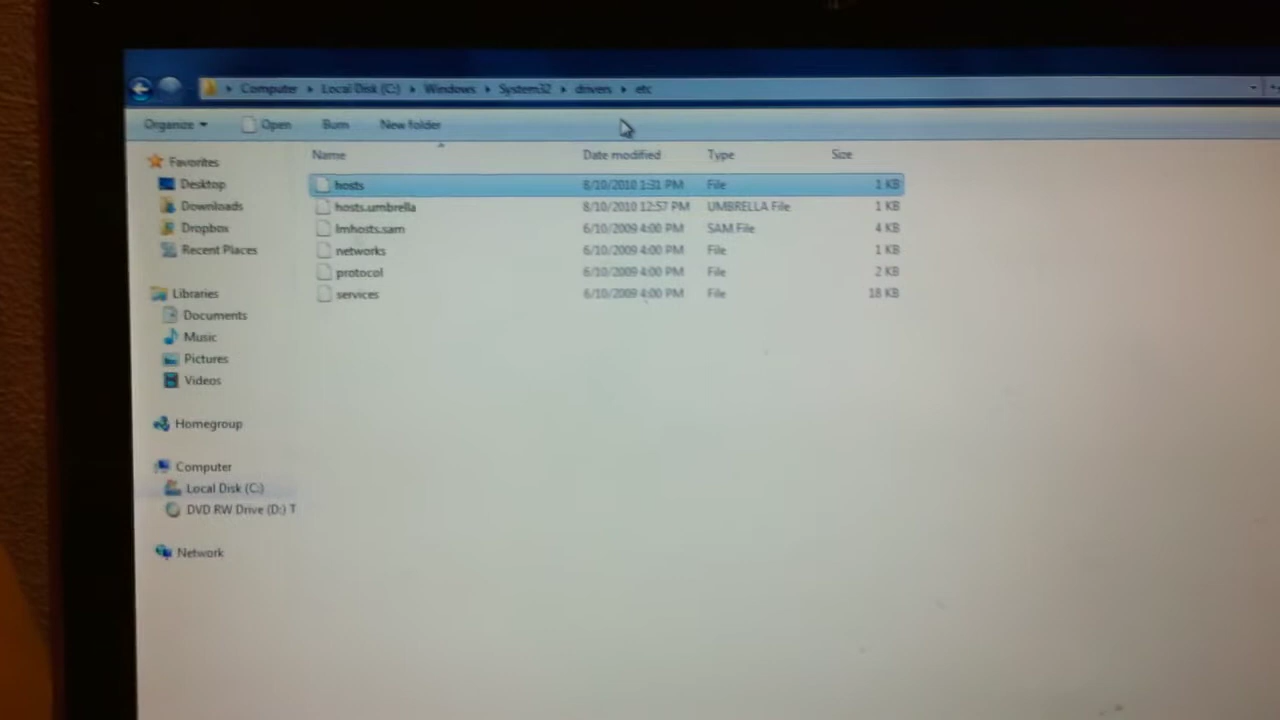 Computer Local Disk (C:) Windows System32 drivers etc
Organize Open Burn New folder
Name Date modified Type Size
Favorites
Desktop
Downloads
Dropbox
Recent Places
Libraries
Documents
Music
Pictures
Videos
Homegroup
Computer
Local Disk (C:)
DVD RW Drive (D:) T
Network
hosts 8/10/2010 1:31 PM File 1 KB
hosts.umbrella 8/10/2010 12:57 PM UMBRELLA File 1 KB
lmhosts.sam 6/10/2009 4:00 PM SAM File 4 KB
networks 6/10/2009 4:00 PM File 1 KB
protocol 6/10/2009 4:00 PM File 2 KB
services 6/10/2009 4:00 PM File 18 KB